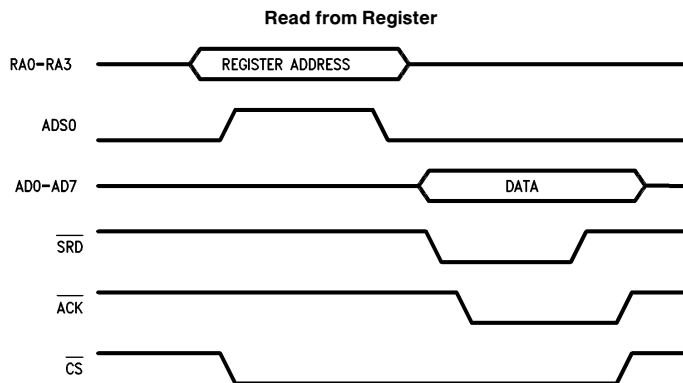 Read from Register
RA0-RA3
REGISTER ADDRESS
ADS0
AD0-AD7
DATA
SRD
ACK
CS